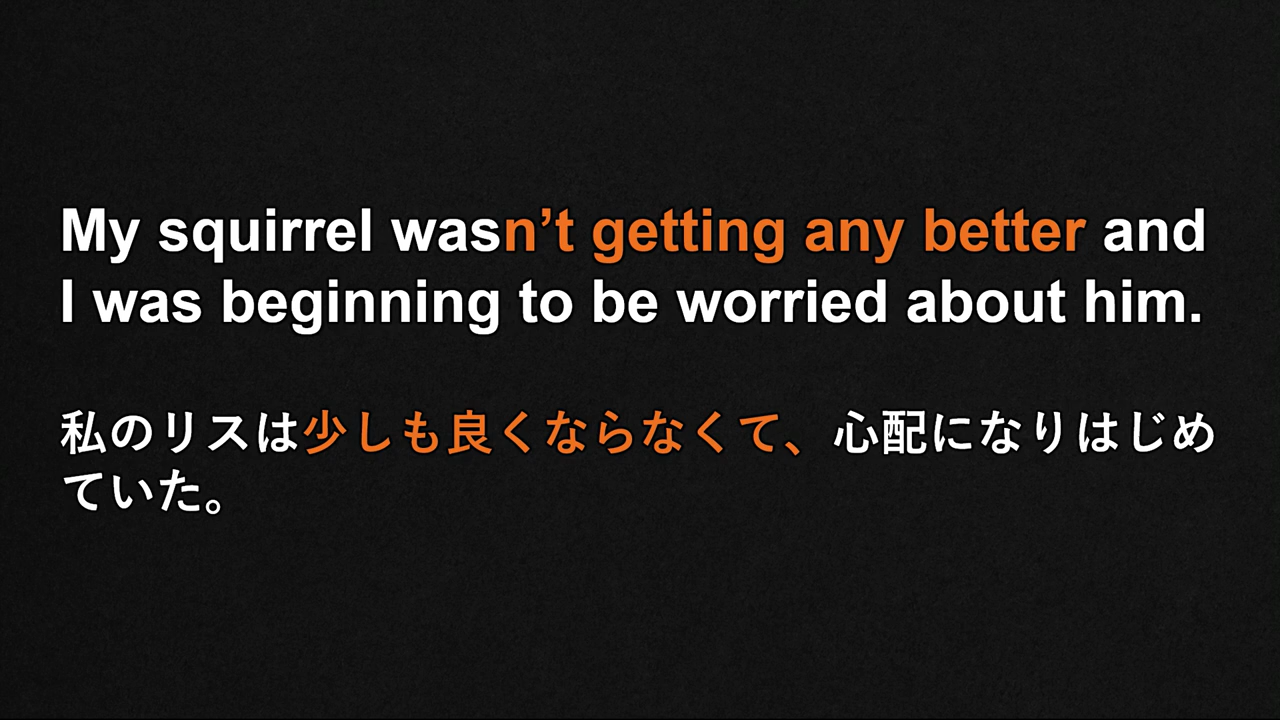 My squirrel wasn’t getting any better and
I was beginning to be worried about him.
私のリスは少しも良くならなくて、心配になりはじめ
ていた。